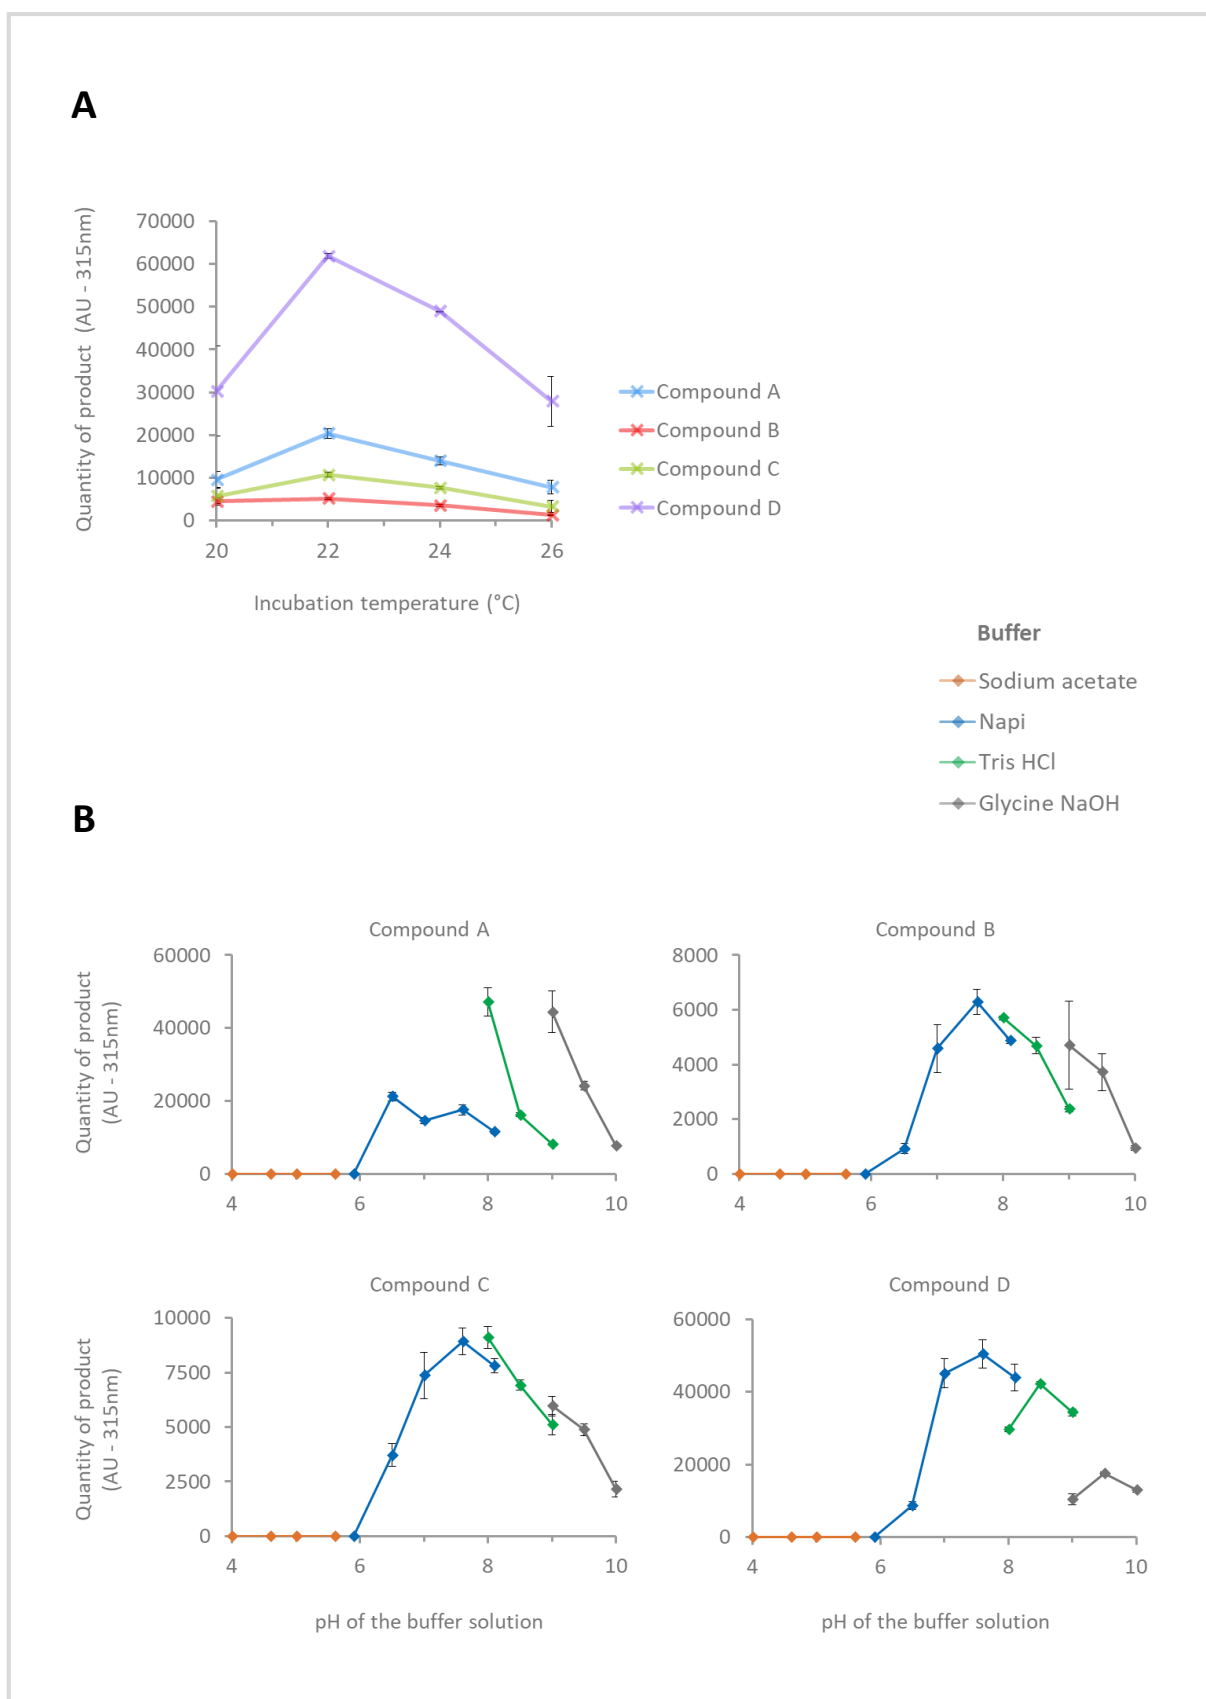 A
Quantity of product (AU - 315nm)
70000
60000
50000
40000
30000
20000
10000
0
20
22
24
26
Incubation temperature (°C)
Compound A
Compound B
Compound C
Compound D
Buffer
Sodium acetate
Napi
Tris HCl
Glycine NaOH
B
Compound A
Quantity of product
(AU - 315nm)
60000
40000
20000
0
4
6
8
10
Compound B
8000
6000
4000
2000
0
4
6
8
10
Compound C
Quantity of product
(AU - 315nm)
10000
7500
5000
2500
0
4
6
8
10
pH of the buffer solution
Compound D
60000
40000
20000
0
4
6
8
10
pH of the buffer solution